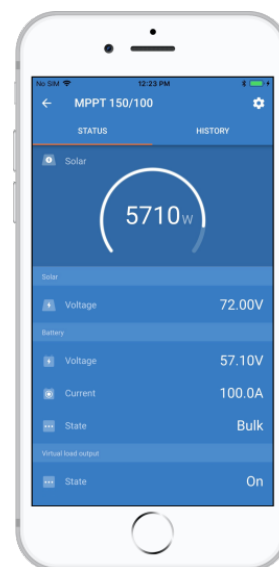 No SIM 12:23 PM
MPPT 150/100
STATUS HISTORY
Solar
5710W
Solar
Voltage 72.00V
Battery
Voltage 57.10V
Current 100.0A
State Bulk
Virtual load output
State On